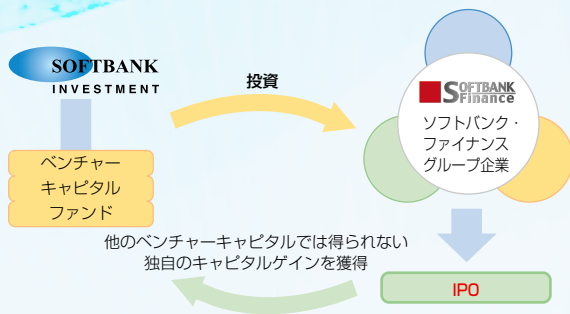 SOFTBANK
INVESTMENT
ベンチャー
キャピタル
ファンド
投資
SOFTBANK
Finance
ソフトバンク・
ファイナンス
グループ企業
他のベンチャーキャピタルでは得られない
独自のキャピタルゲインを獲得
IPO